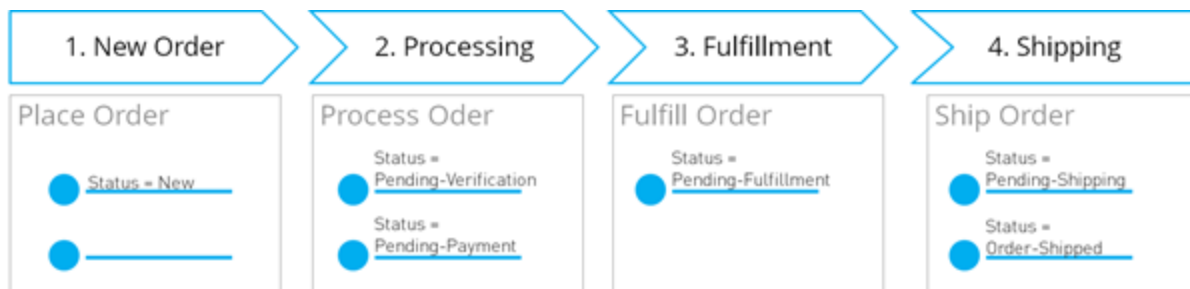 1. New Order
2. Processing
3. Fulfillment
4. Shipping
Place Order
Status = New
Process Oder
Status =
Pending-Verification
Status =
Pending-Payment
Fulfill Order
Status =
Pending-Fulfillment
Ship Order
Status =
Pending-Shipping
Status =
Order-Shipped